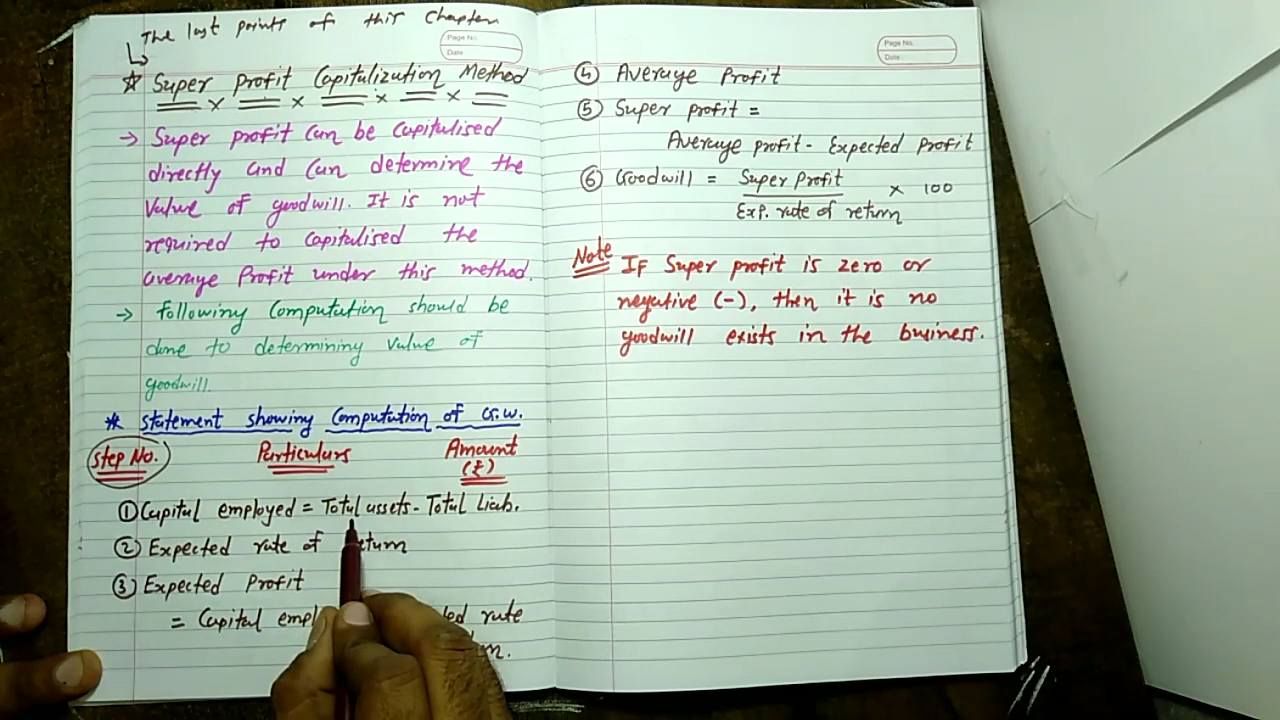 The last points of this Chapter
Page No.
Date
☆ Super Profit Capitalization Method
→ Super profit can be capitalised
directly and can determine the
value of goodwill. It is not
required to capitalised the
average Profit under this method.
→ following computation should be
done to determining value of
goodwill.
* Statement showing Computation of G.W.
Step No. Particulars Amount
(₹)
① Capital employed = Total assets - Total Liab.
② Expected rate of return
③ Expected Profit
= Capital rate
Page No.
Date
④ Average Profit
⑤ Super profit =
Average profit - Expected Profit
⑥ Goodwill = Super Profit × 100
Exp. rate of return
Note If Super profit is zero or
negative (-), then it is no
goodwill exists in the business.